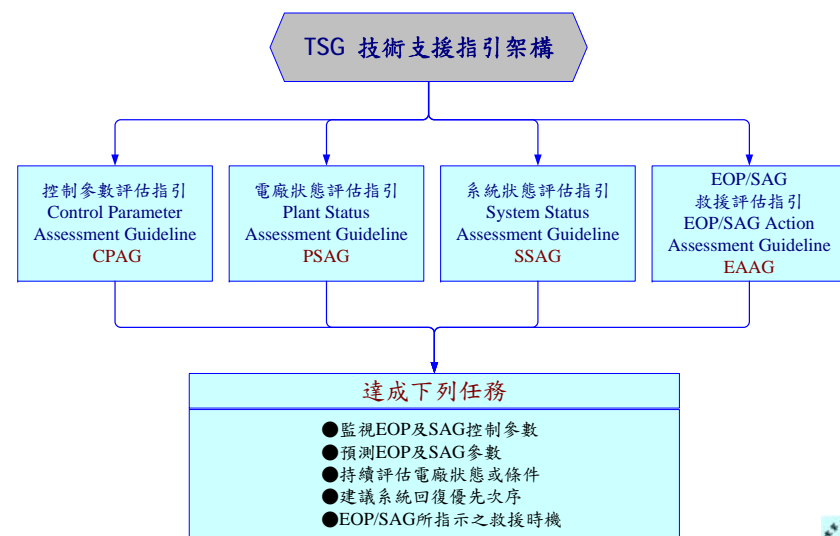 TSG 技術支援指引架構
控制參數評估指引
Control Parameter
Assessment Guideline
CPAG
電廠狀態評估指引
Plant Status
Assessment Guideline
PSAG
系統狀態評估指引
System Status
Assessment Guideline
SSAG
EOP/SAG
救援評估指引
EOP/SAG Action
Assessment Guideline
EAAG
達成下列任務
●監視EOP及SAG控制參數
●預測EOP及SAG參數
●持續評估電廠狀態或條件
●建議系統回復優先次序
●EOP/SAG所指示之救援時機